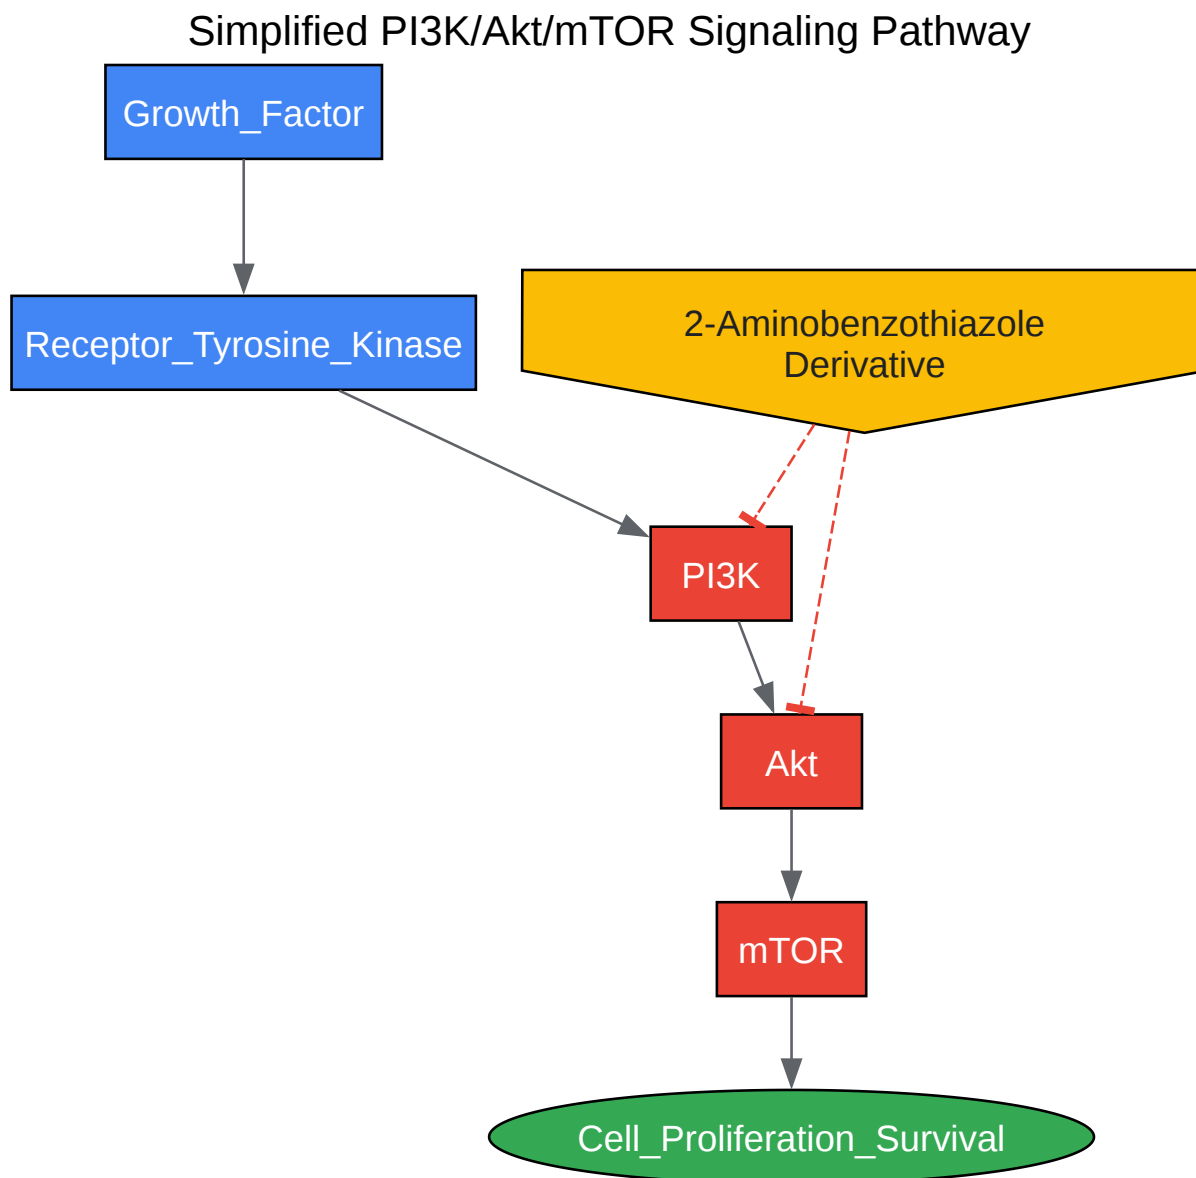 Simplified PI3K/Akt/mTOR Signaling Pathway
Growth_Factor
Receptor_Tyrosine_Kinase
2-Aminobenzothiazole
Derivative
PI3K
Akt
mTOR
Cell_Proliferation_Survival